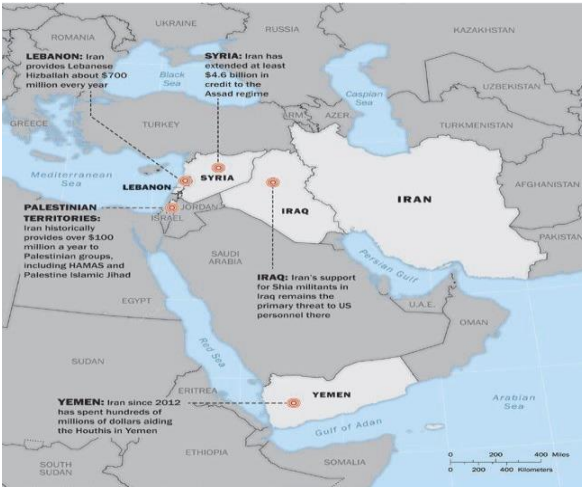 UKRAINE
ROMANIA
RUSSIA
KAZAKHSTAN
LEBANON: Iran
provides Lebanese
Hizballah about $700
million every year
SYRIA: Iran has
extended at least
$4.6 billion in
credit to the
Assad regime
Black
Sea
Caspian
Sea
UZBEKISTAN
GREECE
TURKEY
ARM.
AZER.
TURKMENISTAN
Mediterranean
Sea
LEBANON
SYRIA
IRAQ
IRAN
AFGHANISTAN
PALESTINIAN
TERRITORIES:
Iran historically
provides over $100
million a year to
Palestinian groups,
including HAMAS and
Palestine Islamic Jihad
ISRAEL
JORDAN
PAKISTAN
SAUDI
ARABIA
IRAQ: Iran's support
for Shia militants in
Iraq remains the
primary threat to US
personnel there
Persian Gulf
U.A.E.
OMAN
EGYPT
Red Sea
SUDAN
ERITREA
YEMEN: Iran since 2012
has spent hundreds of
millions of dollars aiding
the Houthis in Yemen
YEMEN
Arabian
Sea
Gulf of Adan
ETHIOPIA
SOUTH
SUDAN
SOMALIA
0 200 400 Miles
0 200 400 Kilometers